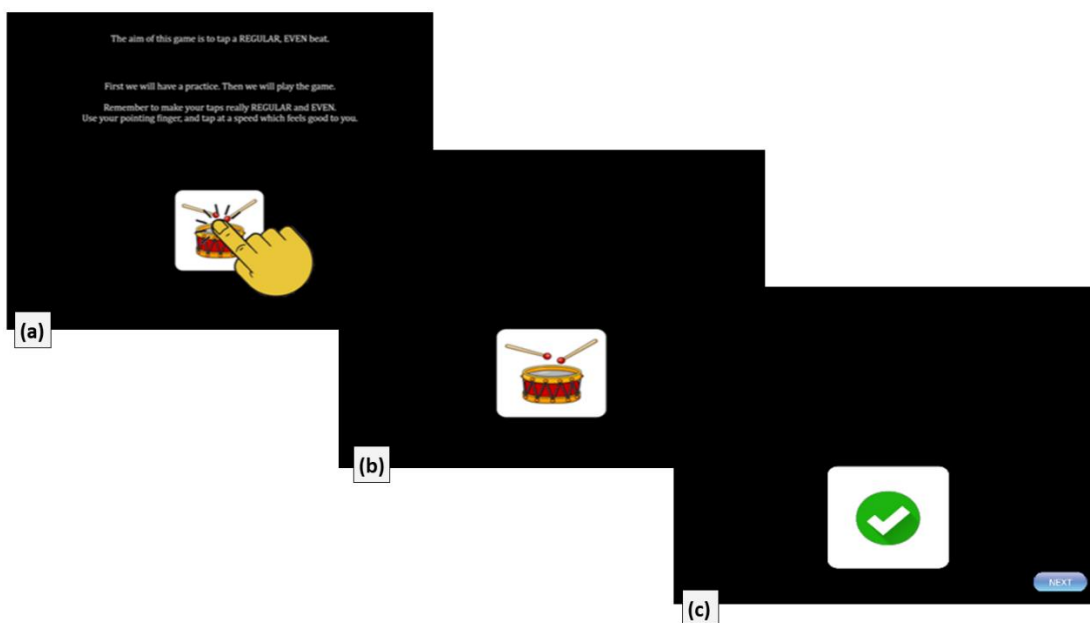 The aim of this game is to tap a REGULAR, EVEN beat.
First we will have a practice. Then we will play the game.
Remember to make your taps really REGULAR and EVEN.
Use your pointing finger, and tap at a speed which feels good to you.
(a)
(b)
NEXT
(c)